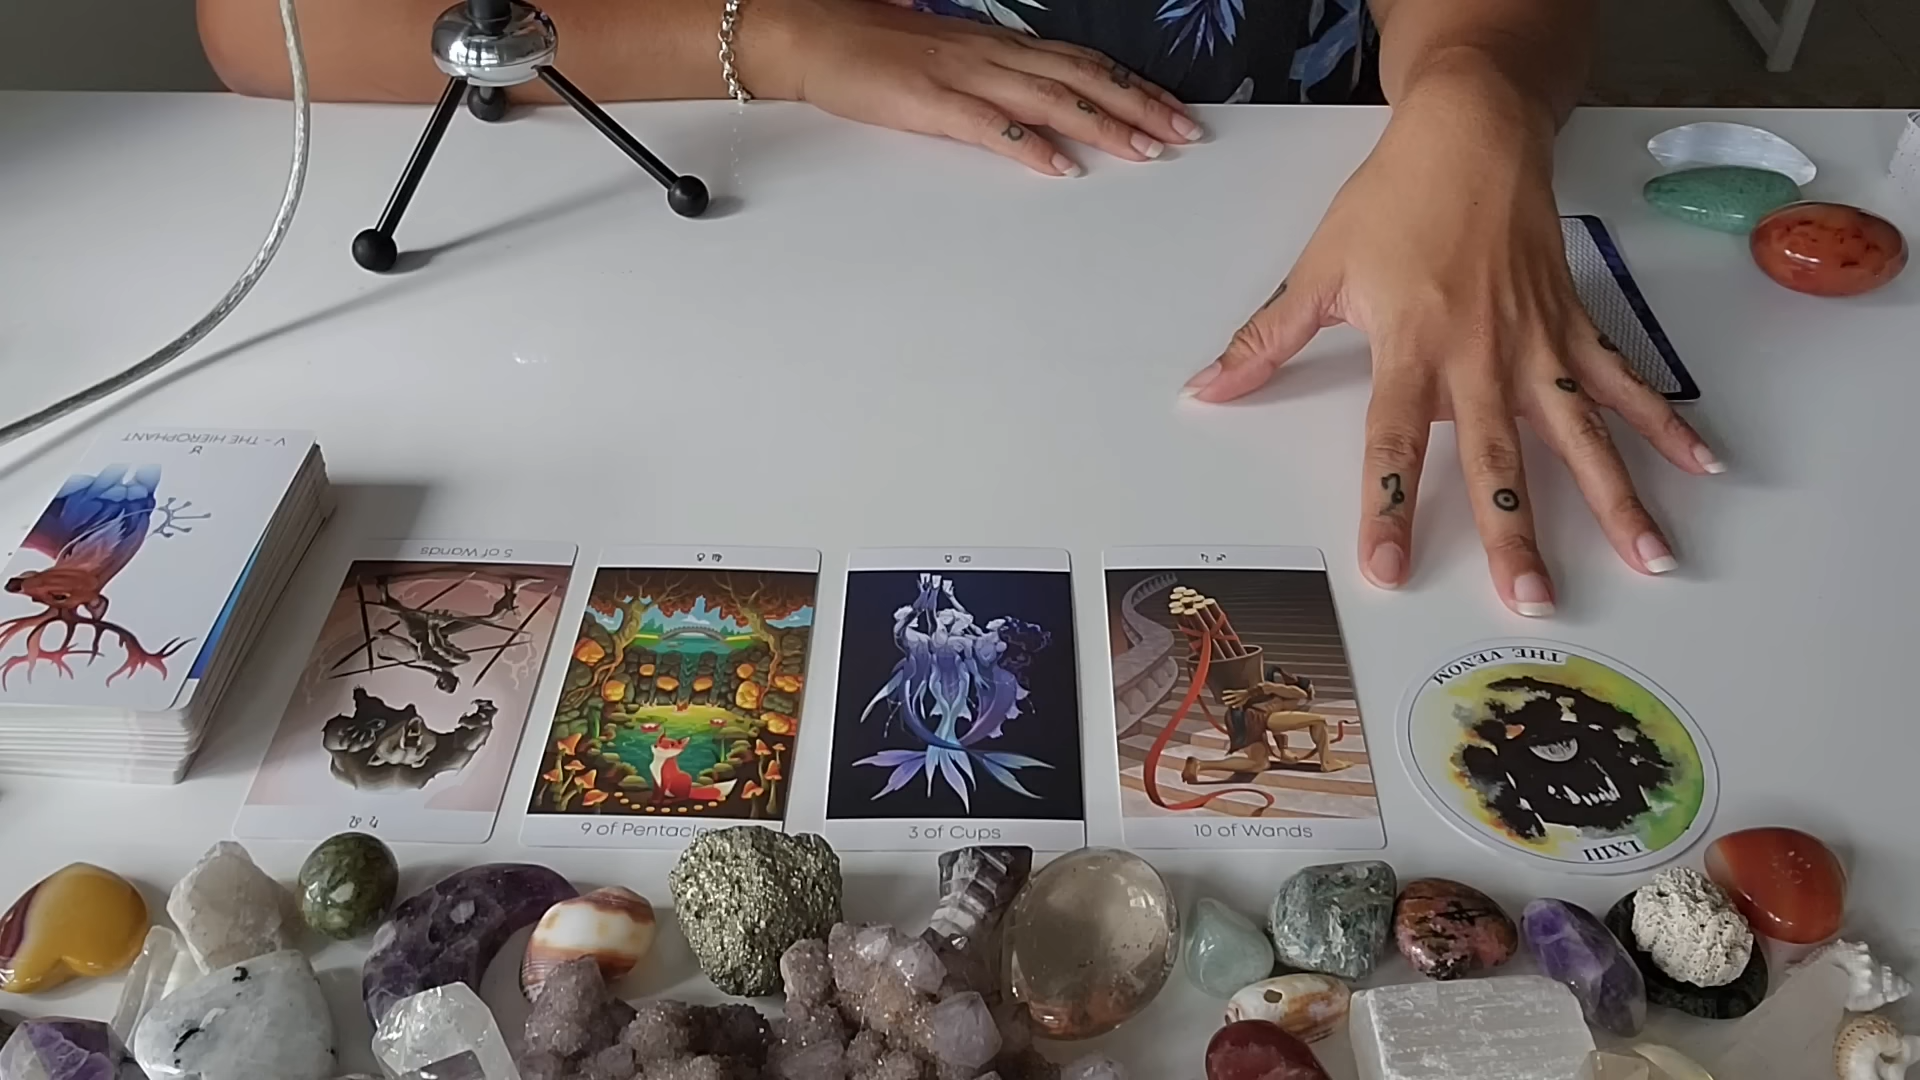 V - THE HIEROPHANT
5 of Wands
9 of Pentacles
3 of Cups
10 of Wands
THE VENOM
LXIII